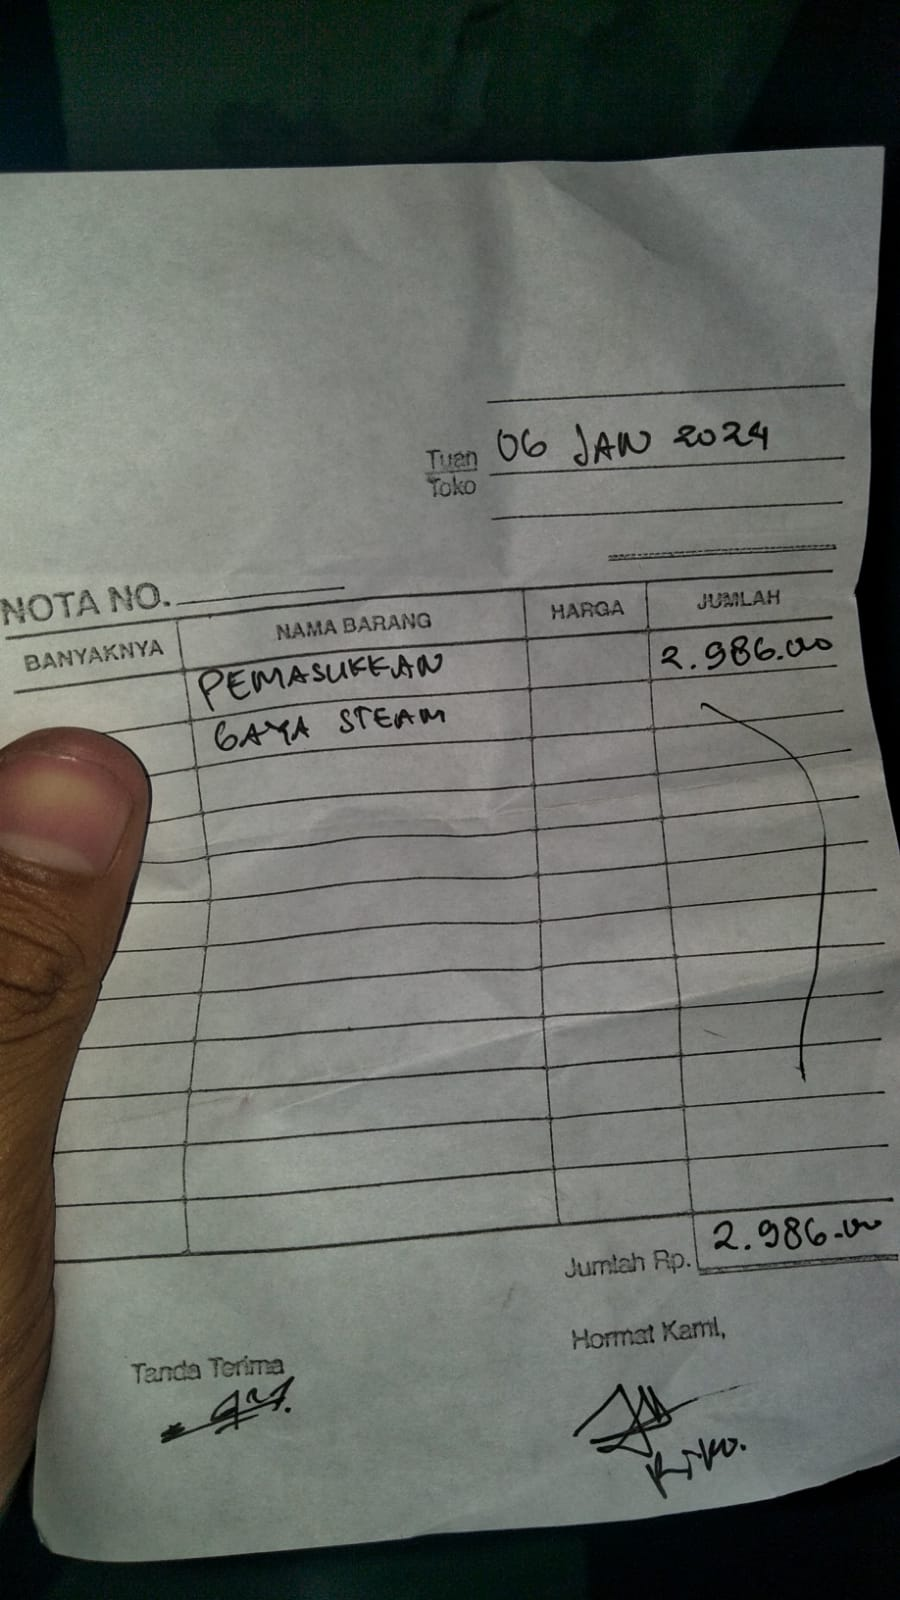 06 JAN 2024
Tuan
Toko
NOTA NO.
BANYAKNYA NAMA BARANG HARGA JUMLAH
PEMASUKKAN 2.986.00
GAYA STEAM
Jumlah Rp. 2.986.00
Tanda Terima Hormat Kami,
Riko.